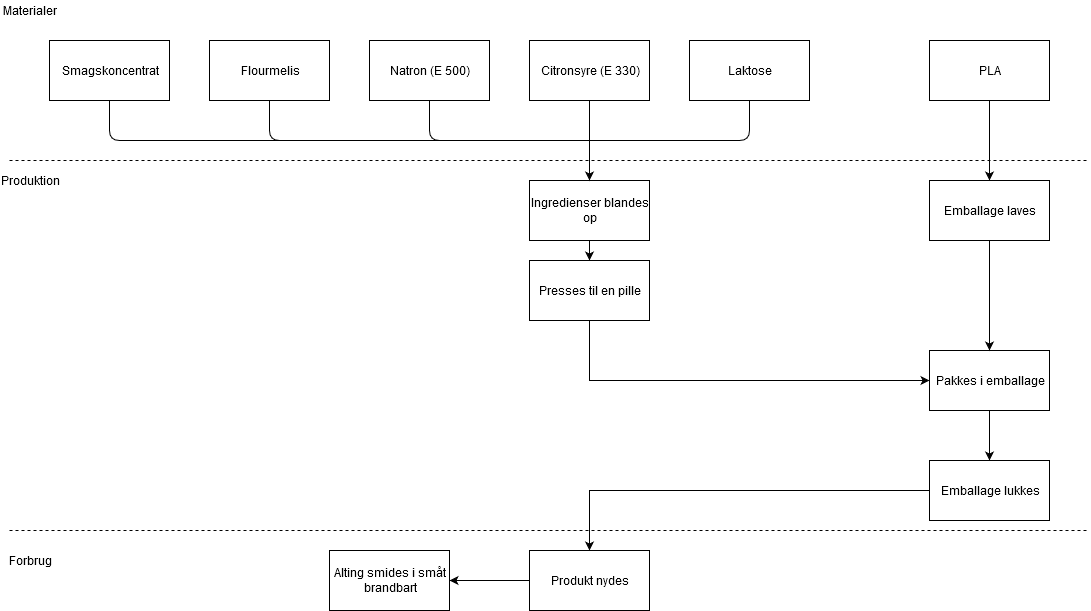 Materialer
Smagskoncentrat
Flourmelis
Natron (E 500)
Citronsyre (E 330)
Laktose
PLA
Produktion
Ingredienser blandes
op
Emballage laves
Presses til en pille
Pakkes i emballage
Emballage lukkes
Forbrug
Alting smides i småt
brandbart
Produkt nydes